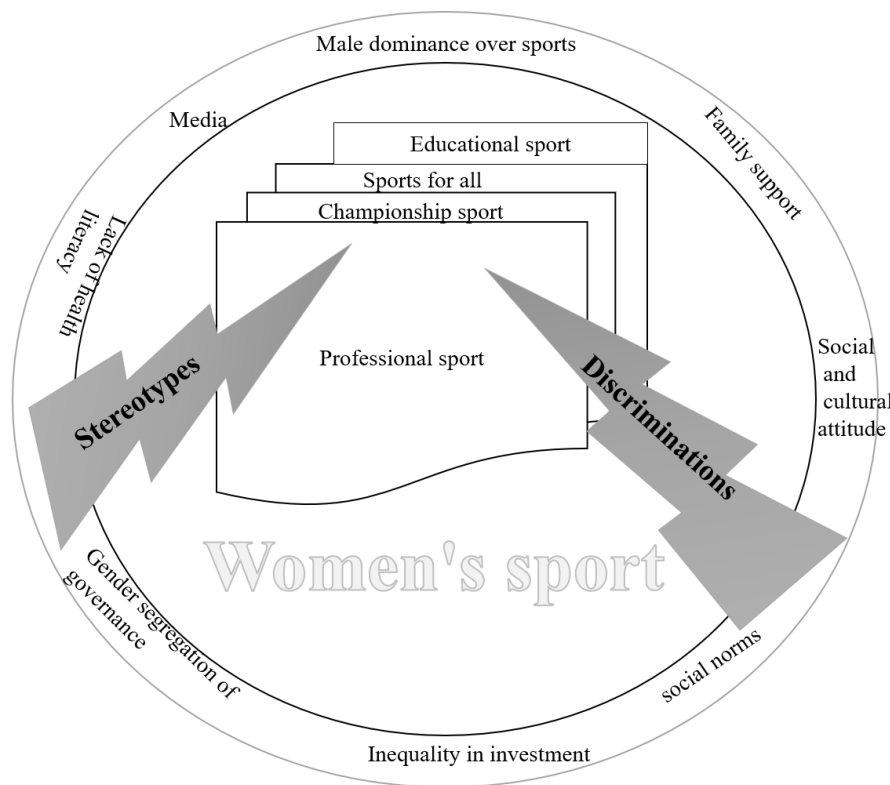 Male dominance over sports
Media
Family support
Educational sport
Sports for all
Championship sport
Lack of health
literacy
Professional sport
Stereotypes
Discriminations
Social
and
cultural
attitude
Women's sport
Gender segregation of
governance
social norms
Inequality in investment